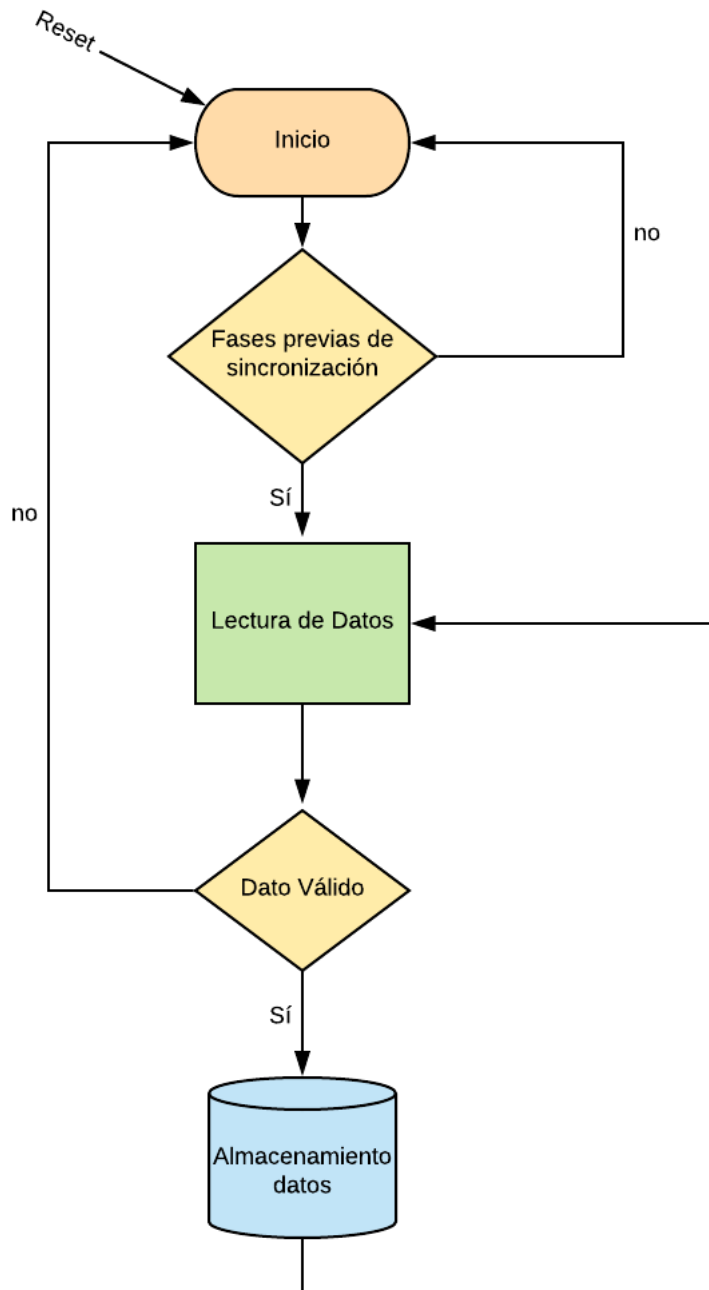 Reset
Inicio
no
Fases previas de
sincronización
Sí
no
Lectura de Datos
Dato Válido
Sí
Almacenamiento
datos